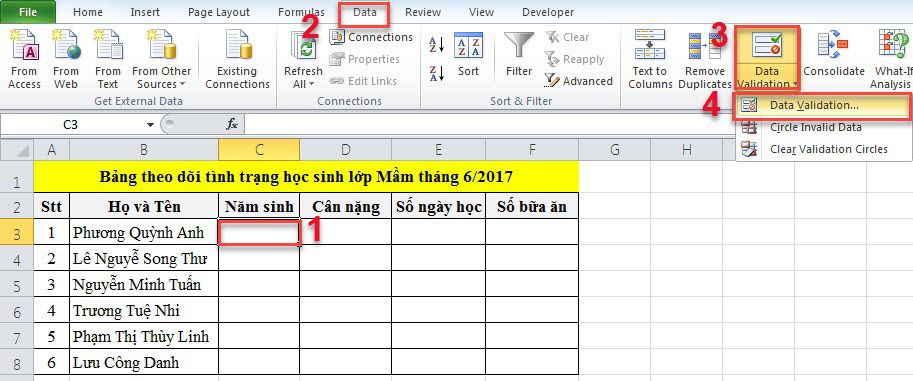 File Home Insert Page Layout Formulas Data Review View Developer
From Access From Web From Text From Other Sources Existing Connections
Get External Data
Refresh All 2 Connections Properties Edit Links
Connections
Sort Filter Clear Reapply Advanced
Sort & Filter
Text to Columns Remove Duplicates 3 Data Validation Consolidate What-If Analysis
4 Data Validation...
Circle Invalid Data
Clear Validation Circles
C3 fx
A B C D E F G H
1 Bảng theo dõi tình trạng học sinh lớp Mầm tháng 6/2017
2 Stt Họ và Tên Năm sinh Cân nặng Số ngày học Số bữa ăn
3 1 Phương Quỳnh Anh 1
4 2 Lê Nguyễ Song Thư
5 3 Nguyễn Minh Tuấn
6 4 Trương Tuệ Nhi
7 5 Phạm Thị Thùy Linh
8 6 Lưu Công Danh